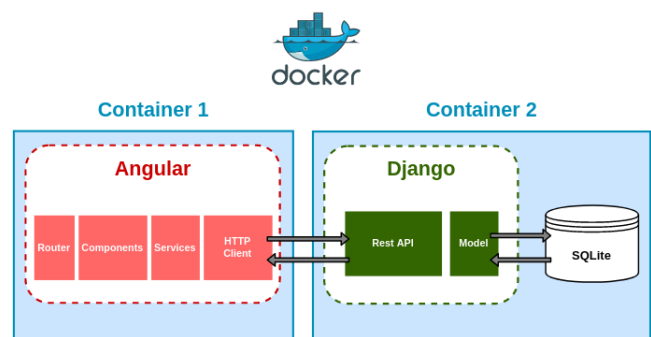 docker
Container 1
Container 2
Angular
Django
Router
Components
Services
HTTP
Client
Rest API
Model
SQLite